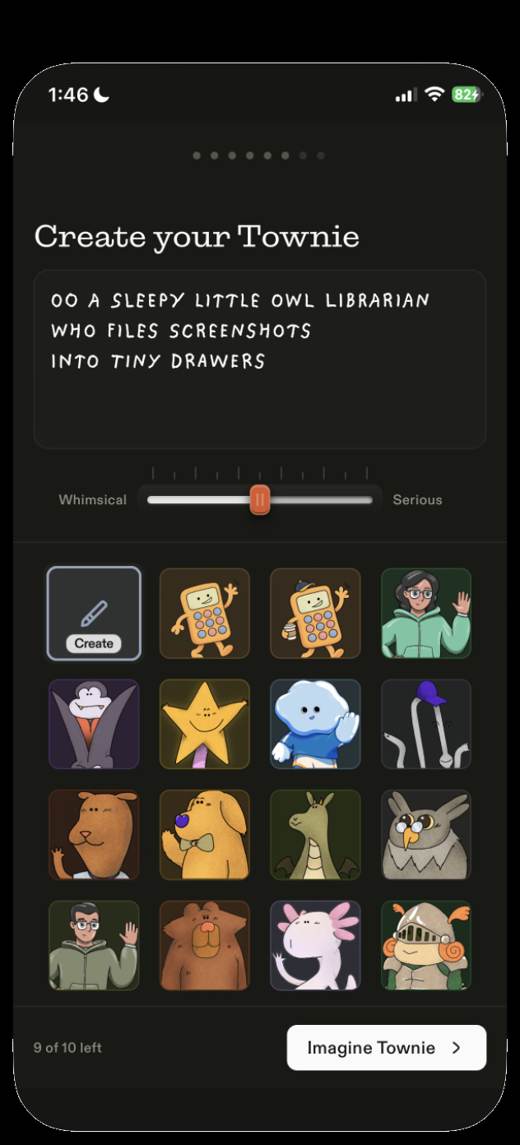 1:46
82
Create your Townie
OO A SLEEPY LITTLE OWL LIBRARIAN
WHO FILES SCREENSHOTS
INTO TINY DRAWERS
Whimsical
Serious
Create
9 of 10 left
Imagine Townie